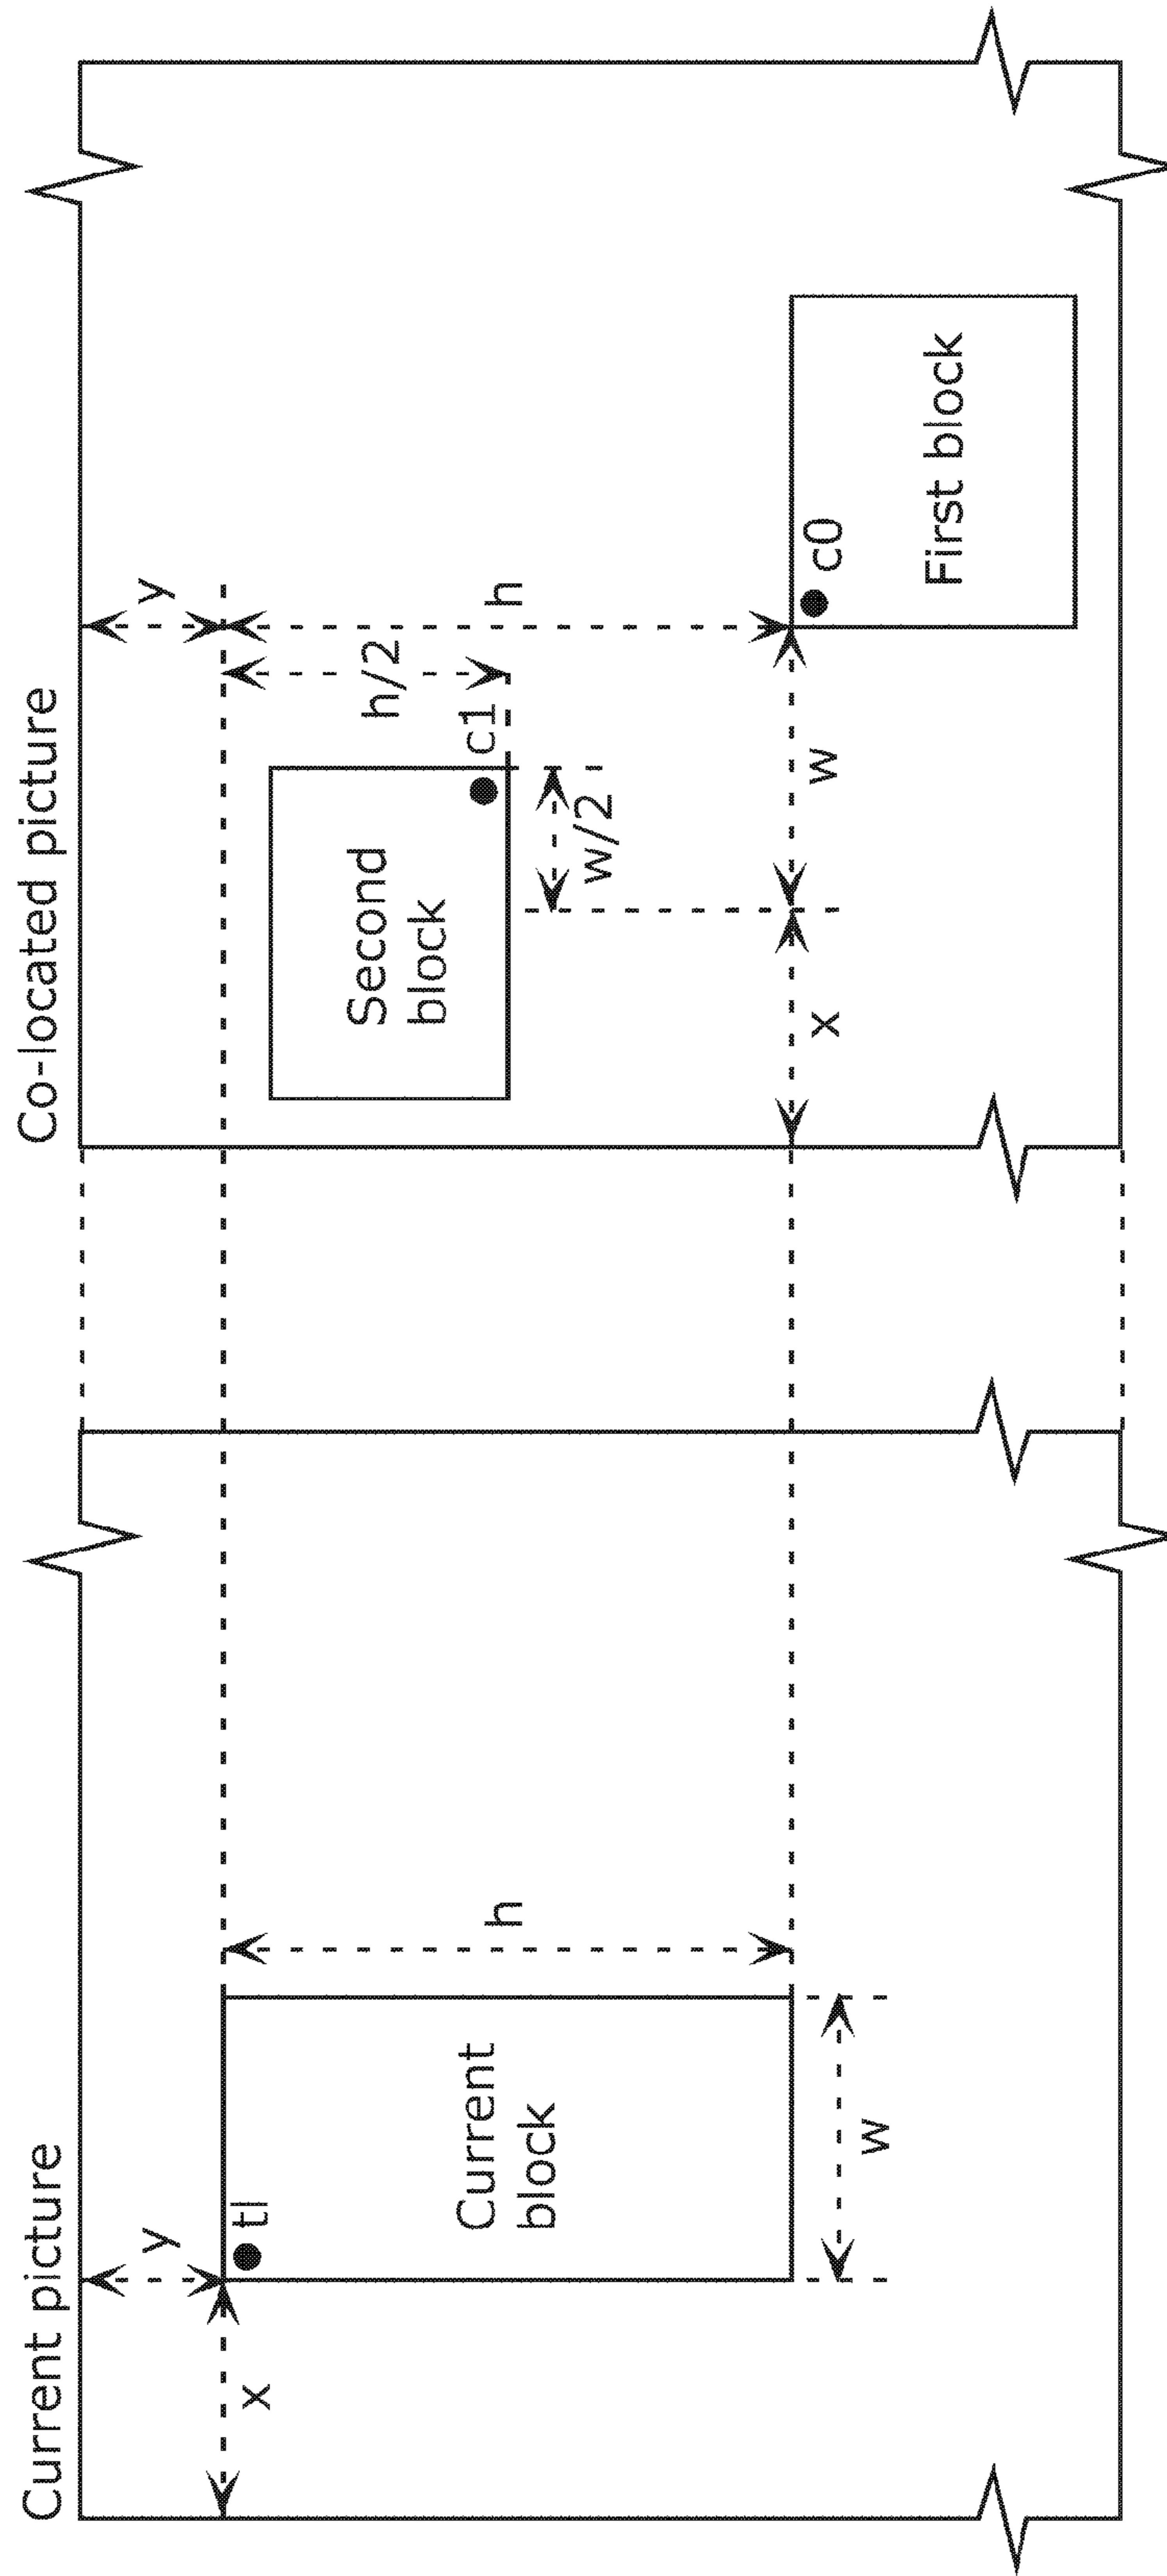 Current picture
y
x
tl
Current
block
h
w
Co-located picture
y
h/2
h
Second
block
c1
w/2
x
w
c0
First block